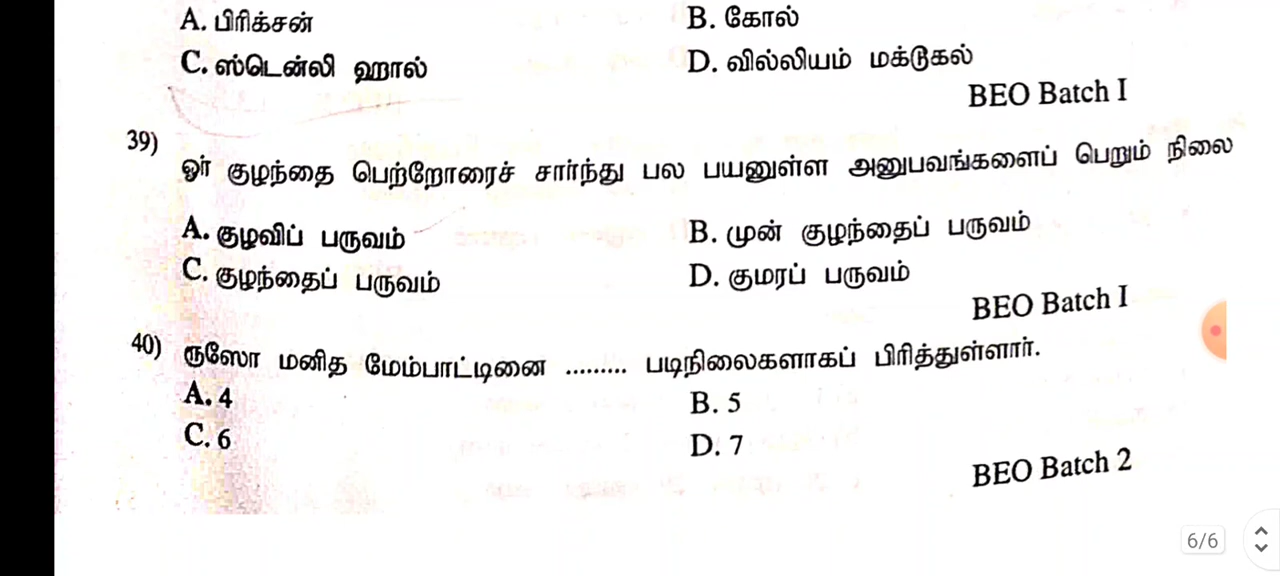 A. பிரிக்சன் B. கோல்
C. ஸ்டென்லி ஹால் D. வில்லியம் மக்டூகல்
BEO Batch I
39) ஓர் குழந்தை பெற்றோரைச் சார்ந்து பல பயனுள்ள அனுபவங்களைப் பெறும் நிலை
A. குழவிப் பருவம் B. முன் குழந்தைப் பருவம்
C. குழந்தைப் பருவம் D. குமரப் பருவம்
BEO Batch I
40) ருஸோ மனித மேம்பாட்டினை ......... படிநிலைகளாகப் பிரித்துள்ளார்.
A. 4 B. 5
C. 6 D. 7
BEO Batch 2
6/6